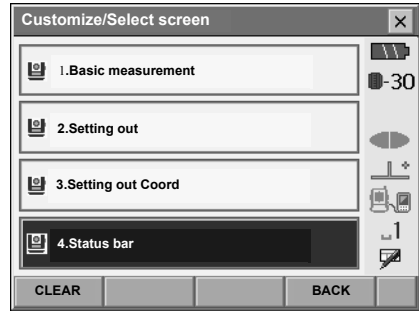 Customize/Select screen
1.Basic measurement
-30
2.Setting out
3.Setting out Coord
1
4.Status bar
CLEAR BACK